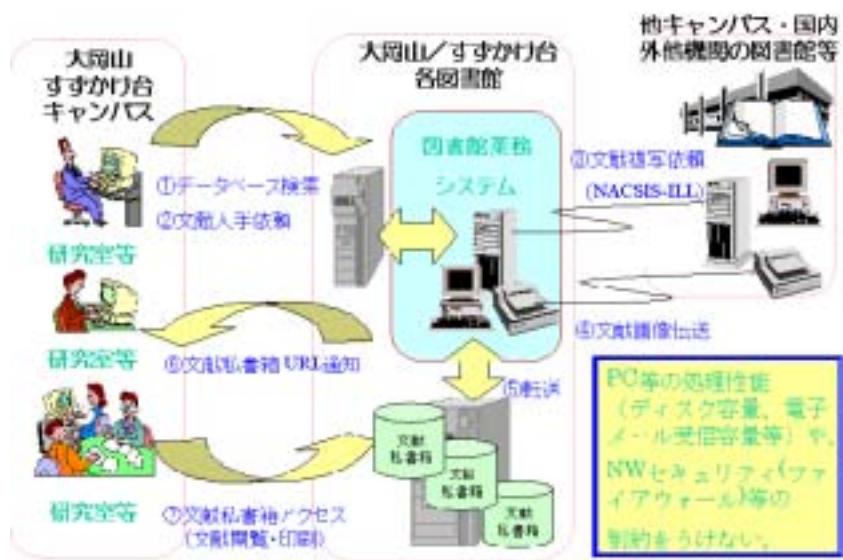 大岡山
すずかけ台
キャンパス
大岡山／すずかけ台
各図書館
他キャンパス・国内
外他機関の図書館等
図書館業務
システム
①データベース検索
②文献入手依頼
③文献複写依頼
(NACSIS-ILL)
研究室等
④文献画像伝送
研究室等
⑥文献私書箱 URL通知
⑤転送
文献
私書箱
文献
私書箱
文献
私書箱
研究室等
⑦文献私書箱アクセス
(文献閲覧・印刷)
PC等の処理性能
（ディスク容量、電子
メール受信容量等）や、
NWセキュリティ(ファ
イアウォール)等の
制約をうけない。